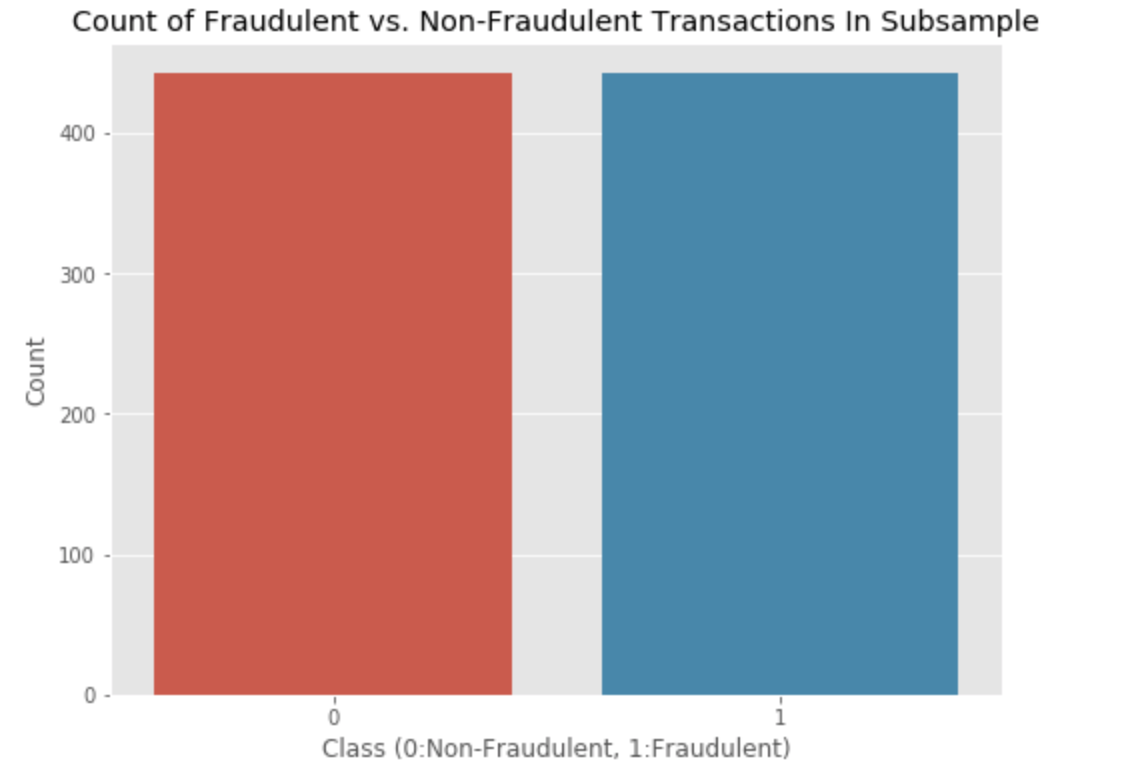 Count of Fraudulent vs. Non-Fraudulent Transactions In Subsample
400
300
200
100
0
Count
0 1
Class (0:Non-Fraudulent, 1:Fraudulent)